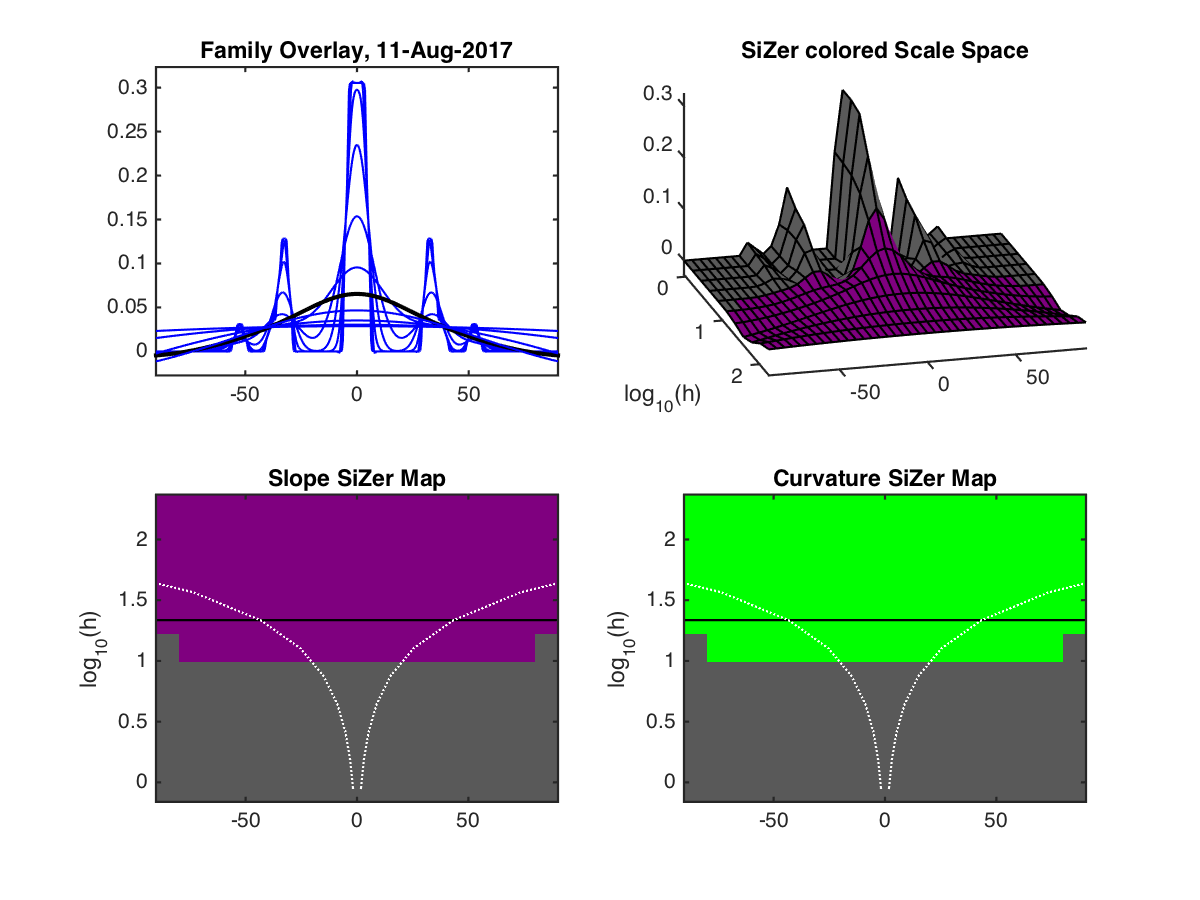 Family Overlay, 11-Aug-2017
0.3
0.25
0.2
0.15
0.1
0.05
0
-50 0 50
SiZer colored Scale Space
0.3
0.2
0.1
0
0
1
2
log10(h)
-50 0 50
Slope SiZer Map
2
1.5
1
0.5
0
log10(h)
-50 0 50
Curvature SiZer Map
2
1.5
1
0.5
0
log10(h)
-50 0 50